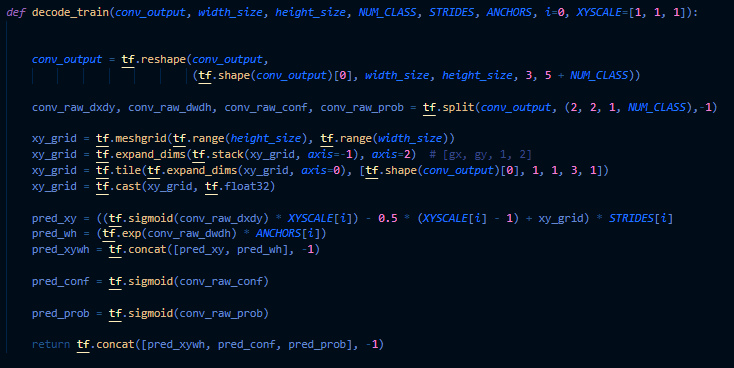 def decode_train(conv_output, width_size, height_size, NUM_CLASS, STRIDES, ANCHORS, i=0, XYSCALE=[1, 1, 1]):
conv_output = tf.reshape(conv_output,
(tf.shape(conv_output)[0], width_size, height_size, 3, 5 + NUM_CLASS))
conv_raw_dxdy, conv_raw_dwdh, conv_raw_conf, conv_raw_prob = tf.split(conv_output, (2, 2, 1, NUM_CLASS),-1)
xy_grid = tf.meshgrid(tf.range(height_size), tf.range(width_size))
xy_grid = tf.expand_dims(tf.stack(xy_grid, axis=-1), axis=2)  # [gx, gy, 1, 2]
xy_grid = tf.tile(tf.expand_dims(xy_grid, axis=0), [tf.shape(conv_output)[0], 1, 1, 3, 1])
xy_grid = tf.cast(xy_grid, tf.float32)
pred_xy = ((tf.sigmoid(conv_raw_dxdy) * XYSCALE[i]) - 0.5 * (XYSCALE[i] - 1) + xy_grid) * STRIDES[i]
pred_wh = (tf.exp(conv_raw_dwdh) * ANCHORS[i])
pred_xywh = tf.concat([pred_xy, pred_wh], -1)
pred_conf = tf.sigmoid(conv_raw_conf)
pred_prob = tf.sigmoid(conv_raw_prob)
return tf.concat([pred_xywh, pred_conf, pred_prob], -1)